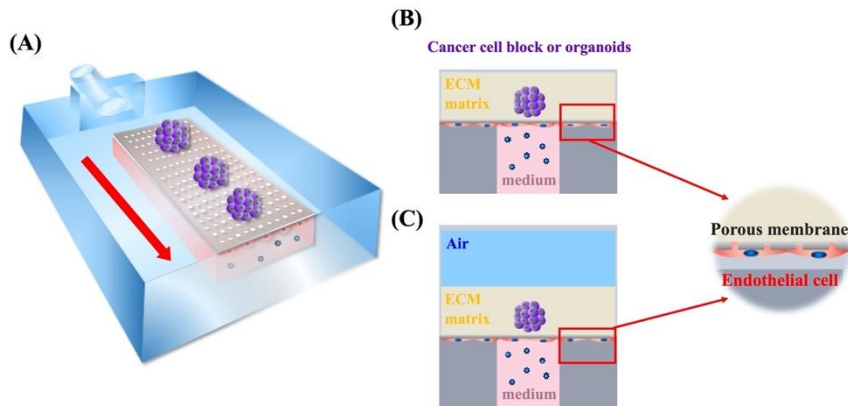 (A)
(B)
Cancer cell block or organoids
ECM
matrix
medium
(C)
Air
ECM
matrix
medium
Porous membrane
Endothelial cell